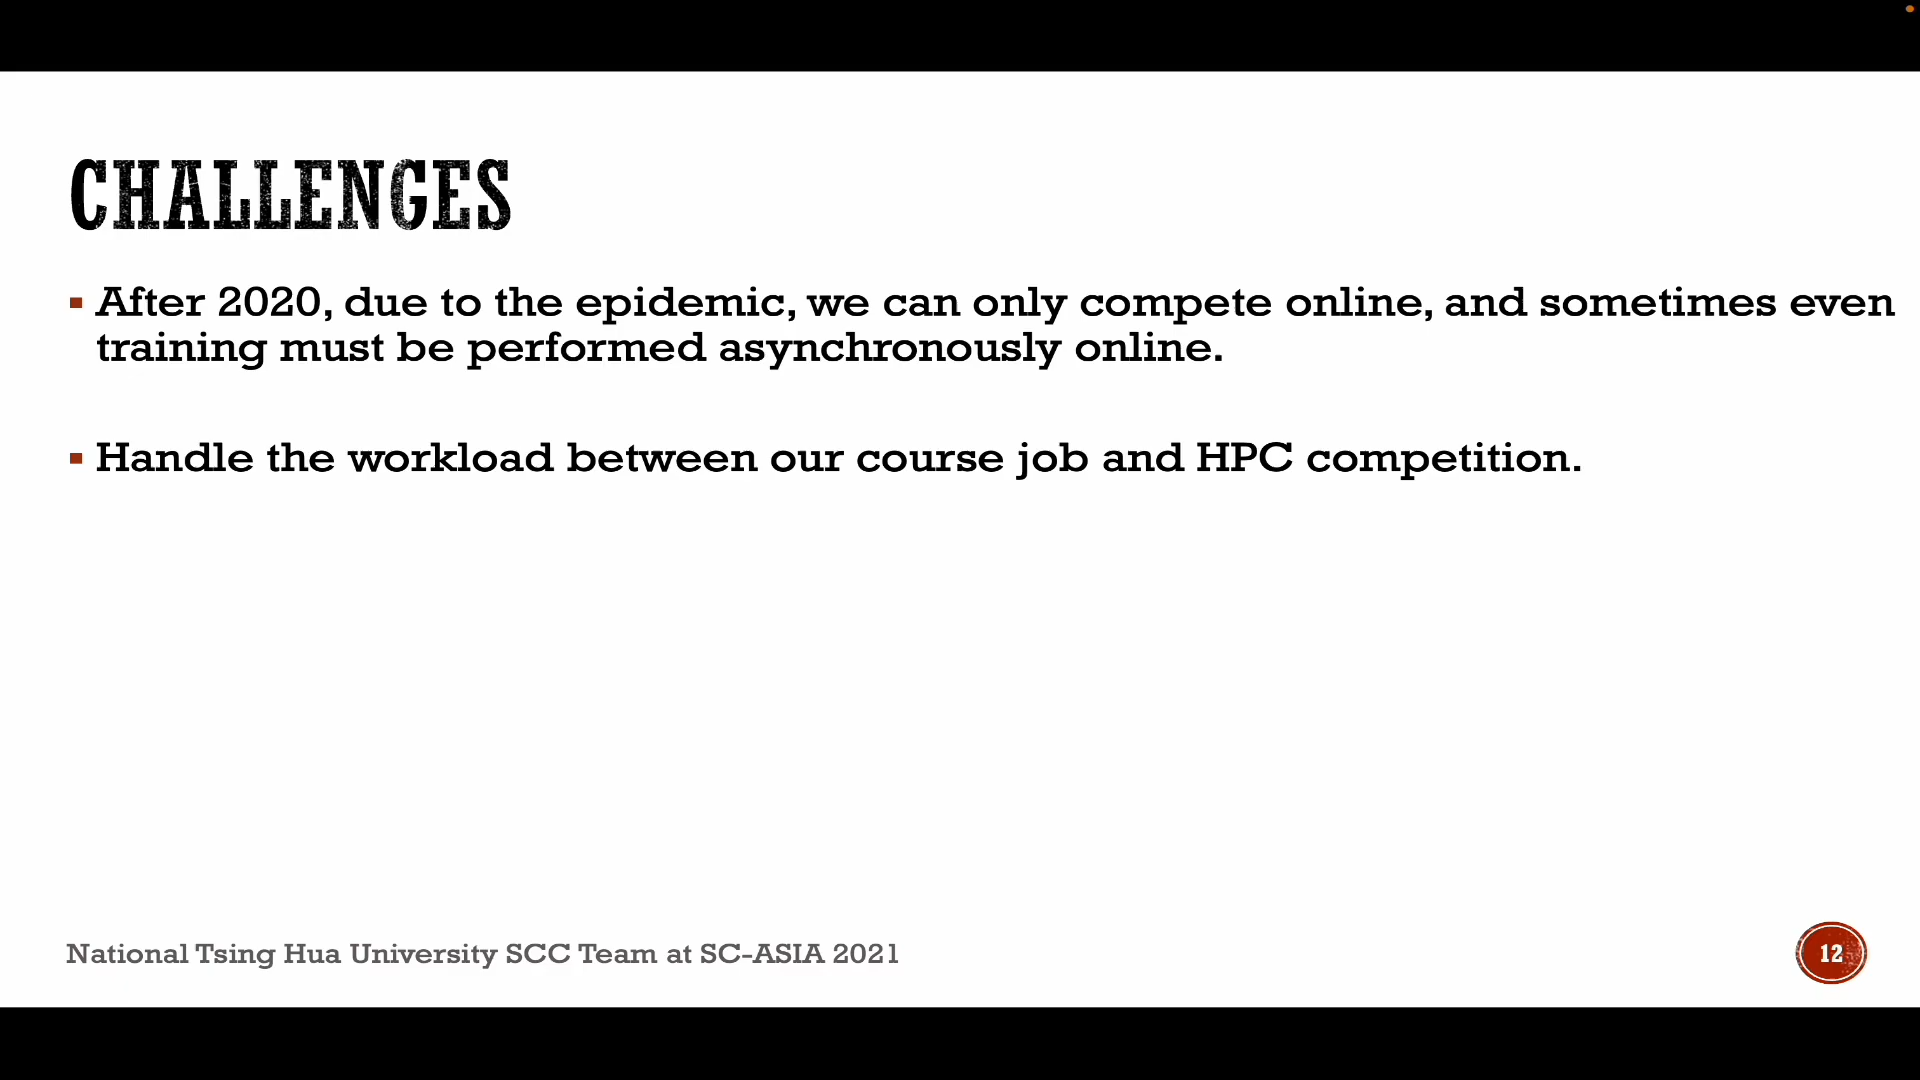 CHALLENGES
▪ After 2020, due to the epidemic, we can only compete online, and sometimes even
training must be performed asynchronously online.
▪ Handle the workload between our course job and HPC competition.
National Tsing Hua University SCC Team at SC-ASIA 2021
12